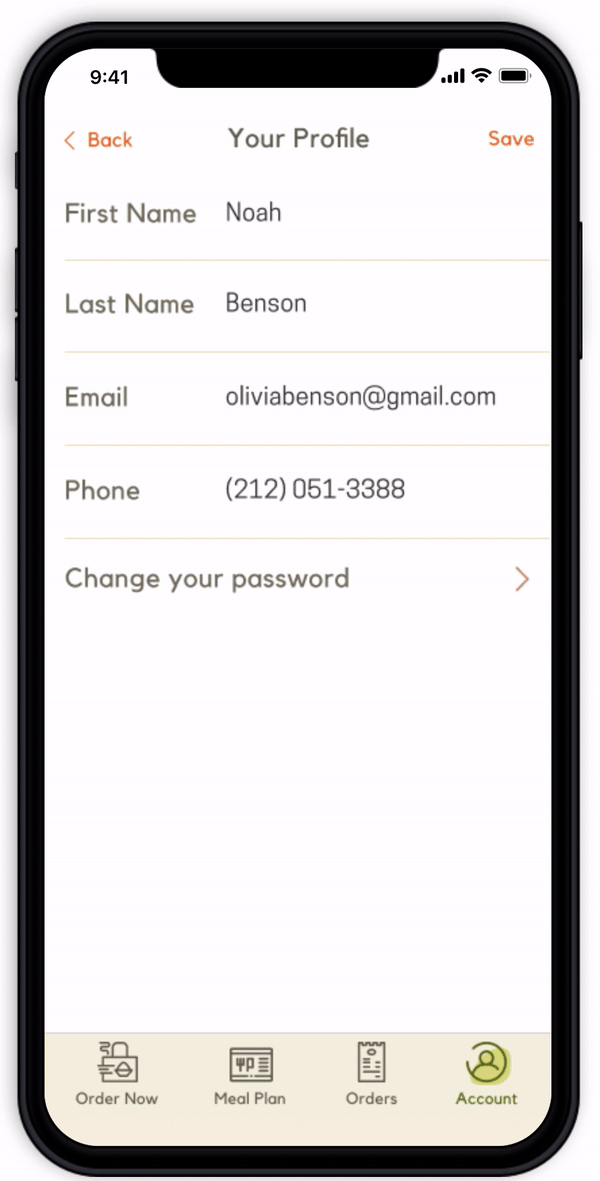 9:41
Back Your Profile Save
First Name Noah
Last Name Benson
Email oliviabenson@gmail.com
Phone (212) 051-3388
Change your password
Order Now Meal Plan Orders Account